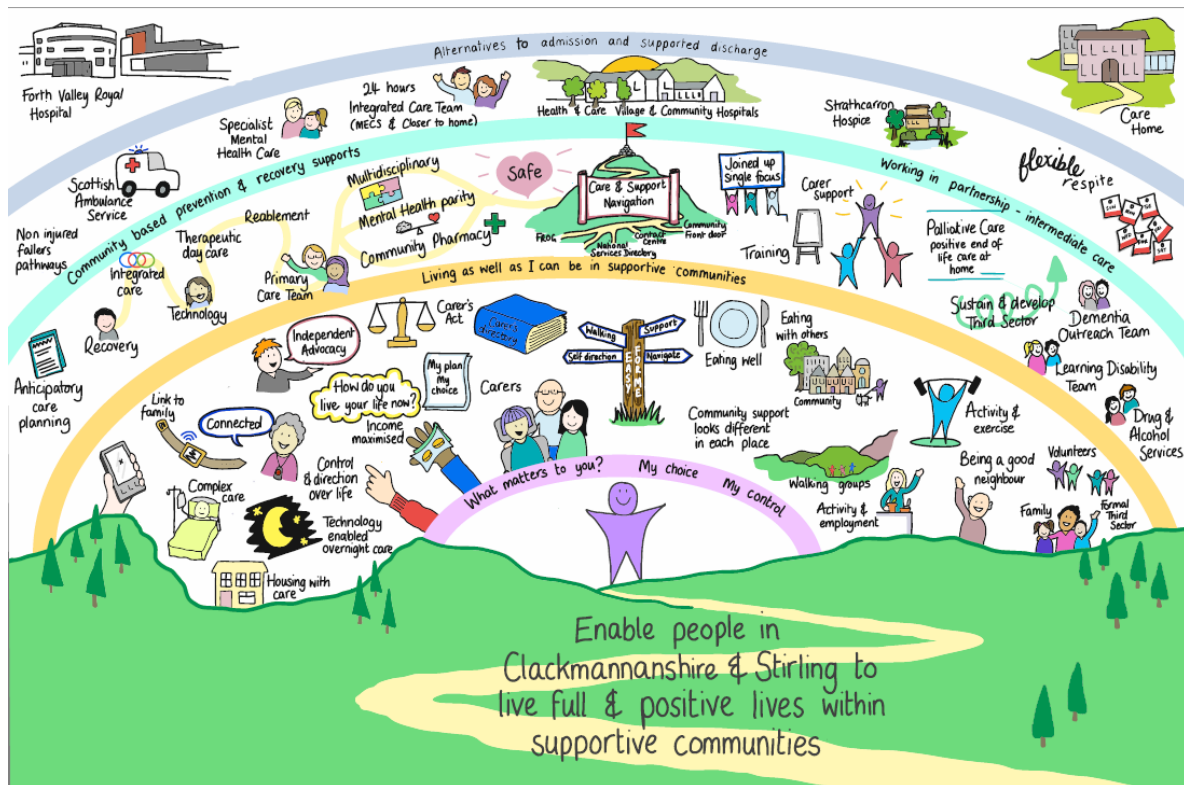 Alternatives to admission and supported discharge
Forth Valley Royal
Hospital
24 hours
Integrated Care Team
(MECS & Closer to home)
Health & Care Village & Community Hospitals
Strathcarron
Hospice
Care
Home
Specialist
Mental
Health Care
Scottish
Ambulance
Service
flexible
respite
Community based prevention & recovery supports
Working in partnership - intermediate care
Non injured
fallers
pathways
Integrated
care
Therapeutic
day care
Reablement
Multidisciplinary
Mental Health parity
Community Pharmacy
Safe
Care & Support
Navigation
FROG
National
Services Directory
Contact
Centre
Community
Front door
Joined up
Single focus
Carer
Support
Training
Palliative Care
positive end of
life care at
home
Sustain & develop
Third Sector
Dementia
Outreach Team
Learning Disability
Team
Drug &
Alcohol
Services
Primary
Care Team
Technology
Recovery
Anticipatory
care
planning
Living as well as I can be in supportive communities
Independent
Advocacy
Carer's
Act
Carer's
directory
My plan
My
choice
How do you
live your life now?
Income
maximised
Carers
Walking
Support
Self direction
Navigate
EASY
FOR ME
Eating well
Eating
with others
Community
Community support
looks different
in each place
Walking groups
Activity &
exercise
Activity &
employment
Being a good
neighbour
Volunteers
Family
Formal
Third
Sector
Link to
family
Connected
Control
& direction
over life
Complex
care
Technology
enabled
overnight care
Housing with
care
What matters to you? My choice My control
Enable people in
Clackmannanshire & Stirling to
live full & positive lives within
supportive communities